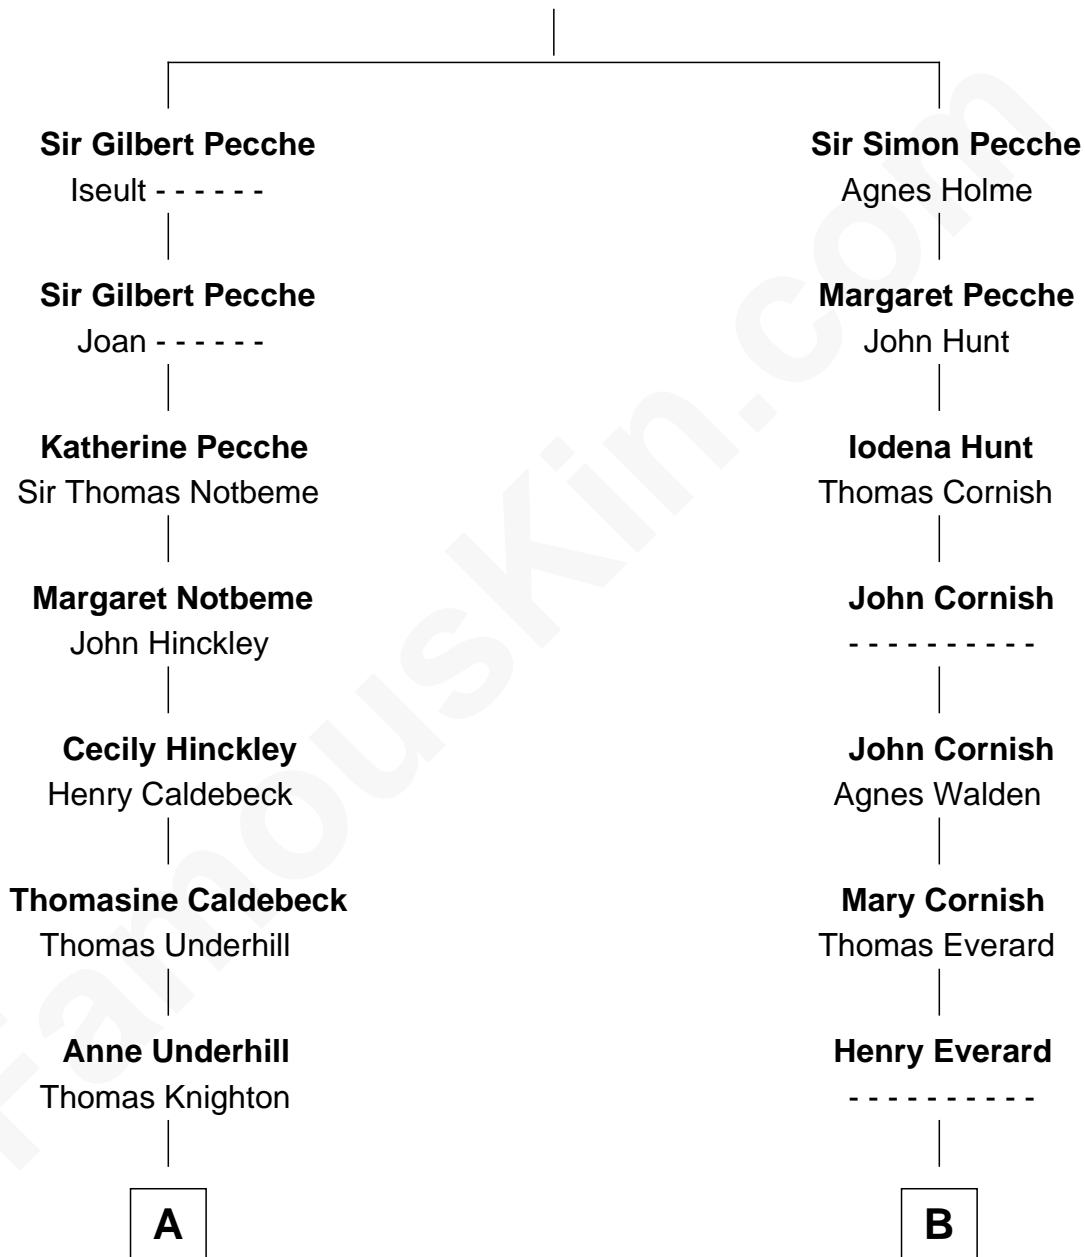 Sir Gilbert Pecche
Iseult - - - - - -
Sir Gilbert Pecche
Joan - - - - - -
Katherine Pecche
Sir Thomas Notbeme
Margaret Notbeme
John Hinckley
Cecily Hinckley
Henry Caldebeck
Thomasine Caldebeck
Thomas Underhill
Anne Underhill
Thomas Knighton
A
Sir Simon Pecche
Agnes Holme
Margaret Pecche
John Hunt
Iodena Hunt
Thomas Cornish
John Cornish
- - - - - - - - - -
John Cornish
Agnes Walden
Mary Cornish
Thomas Everard
Henry Everard
- - - - - - - - - -
B
FamousKin.com